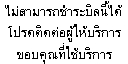 ไม่สามารถชำระบิลนี้ได้
โปรดติดต่อผู้ให้บริการ
ขอบคุณที่ใช้บริการ